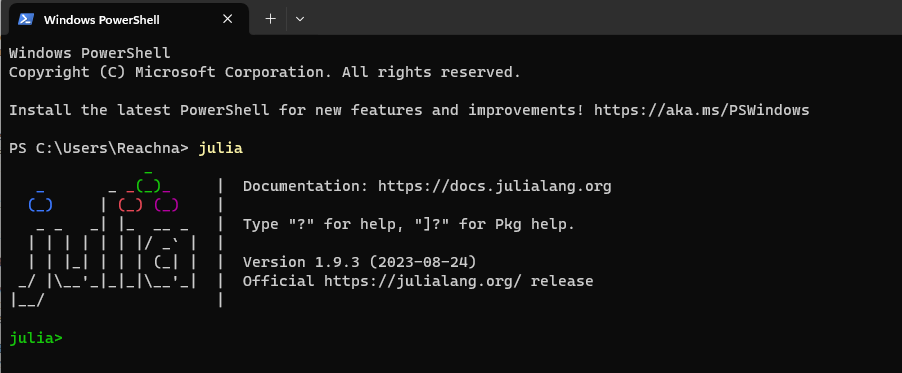 Windows PowerShell
Windows PowerShell
Copyright (C) Microsoft Corporation. All rights reserved.
Install the latest PowerShell for new features and improvements! https://aka.ms/PSWindows
PS C:\Users\Reachna> julia
               _
   _       _ _(_)_     |  Documentation: https://docs.julialang.org
  (_)     | (_) (_)    |
   _ _   _| |_  __ _   |  Type "?" for help, "]?" for Pkg help.
  | | | | | | |/ _` |  |
  | | |_| | | | (_| |  |  Version 1.9.3 (2023-08-24)
 _/ |\__'_|_|_|\__'_|  |  Official https://julialang.org/ release
|__/                   |
julia>